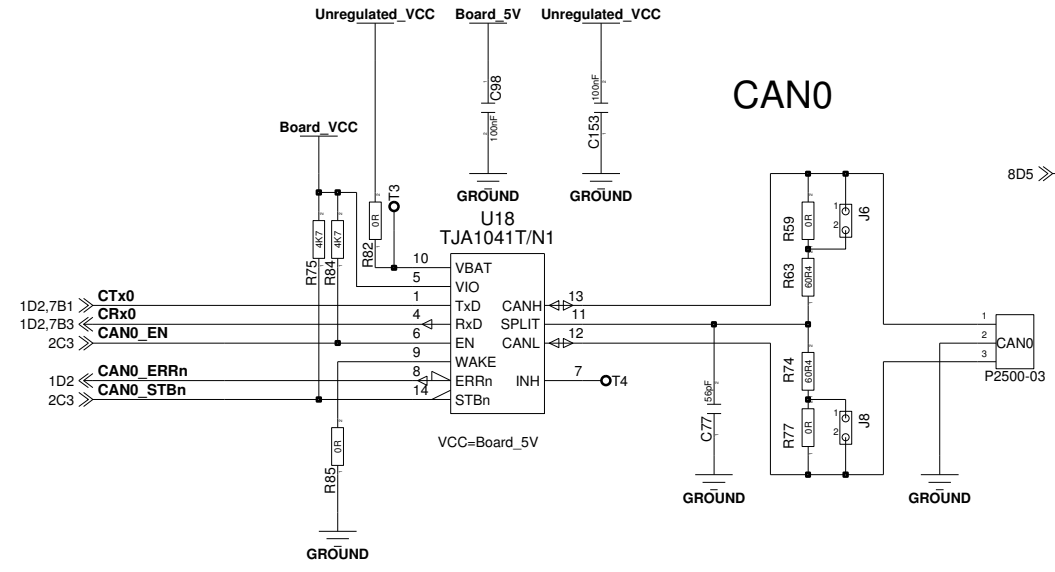 Unregulated_VCC Board_5V Unregulated_VCC
C98
100nF
100nF
C153
CAN0
Board_VCC
GROUND GROUND
8D5
T3
0R
R82
4K7
R75
4K7
R84
U18
TJA1041T/N1
10 VBAT
5 VIO
1D2,7B1 CTx0 1 TxD CANH 13
1D2,7B3 CRx0 4 RxD SPLIT 11
2C3 CAN0_EN 6 EN CANL 12
9 WAKE
1D2 CAN0_ERRn 8 ERRn INH 7 T4
2C3 CAN0_STBn 14 STBn
VCC=Board_5V
0R
R85
GROUND
R59
0R
1
2
J6
R63
60R4
R74
60R4
R77
0R
1
2
J8
56pF
C77
GROUND
1
2 CAN0
3
P2500-03
GROUND